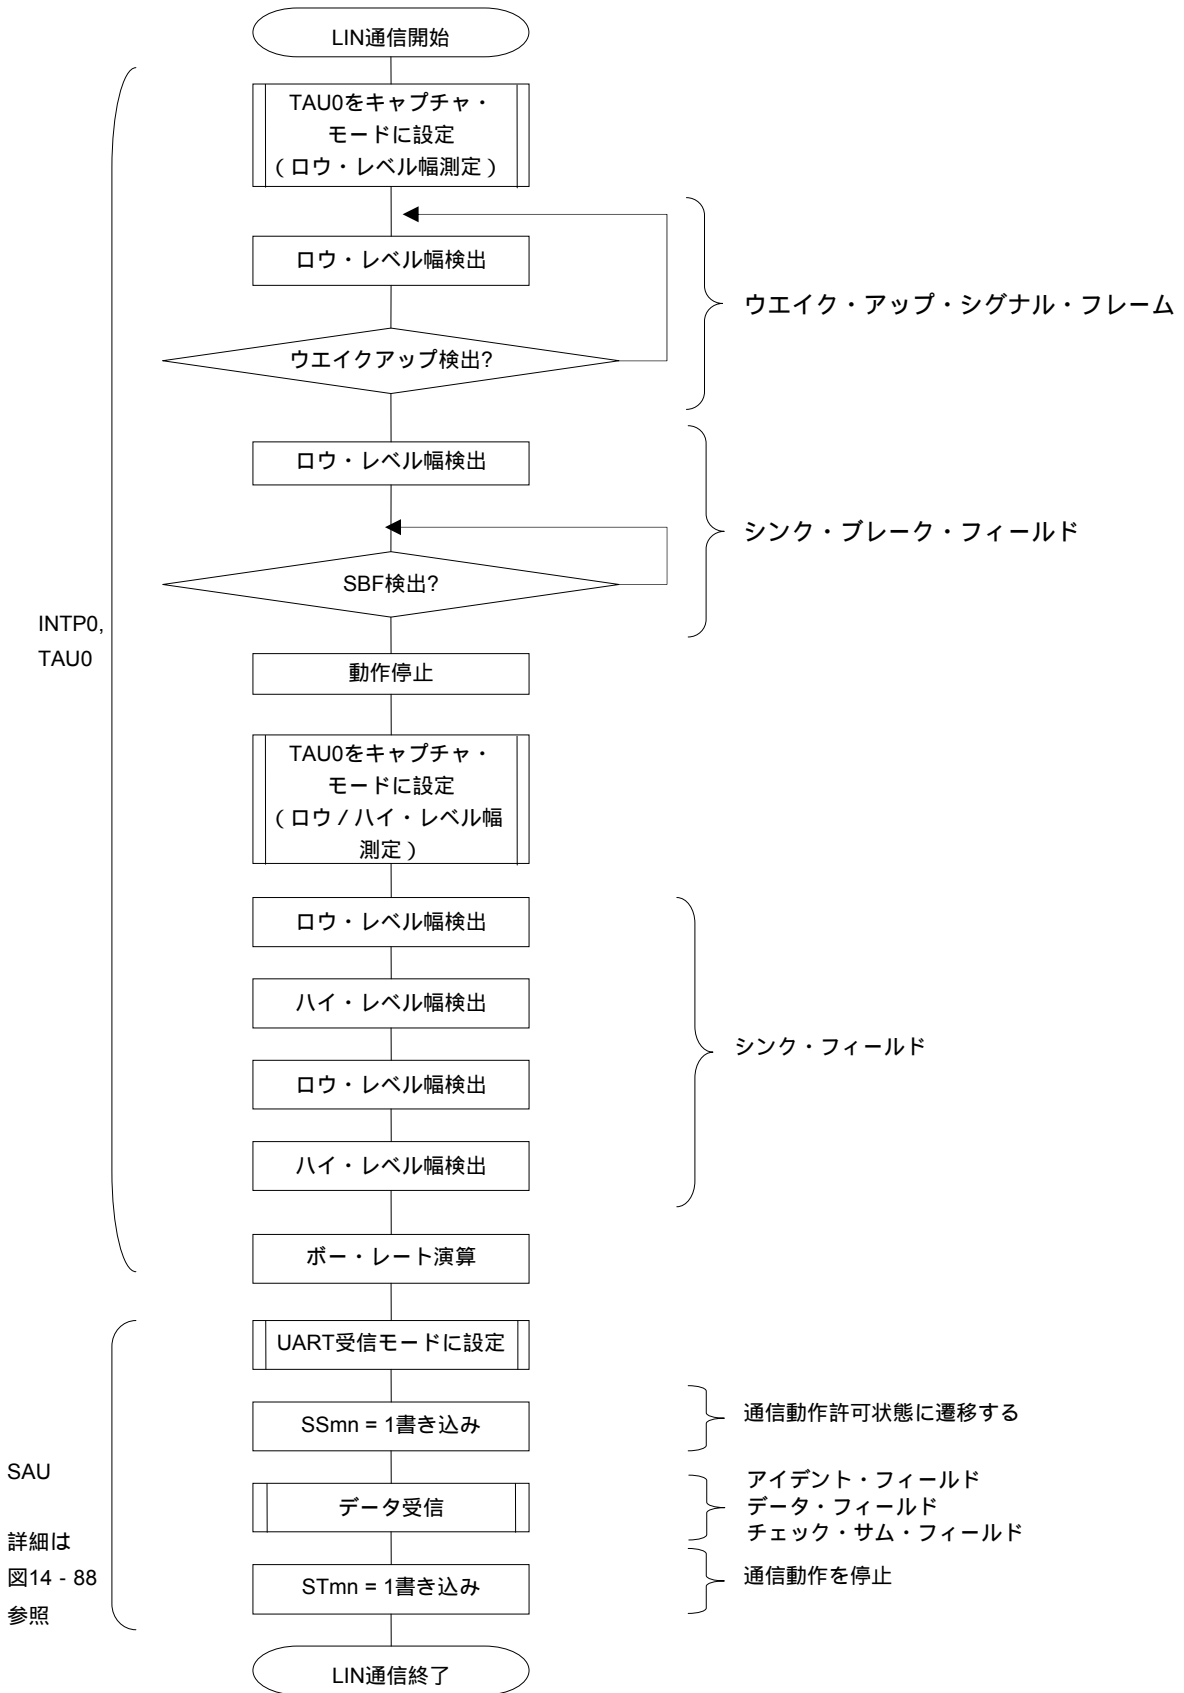 LIN通信開始
TAU0をキャプチャ・
モードに設定
(ロウ・レベル幅測定)
ロウ・レベル幅検出
ウエイクアップ検出?
ウエイク・アップ・シグナル・フレーム
ロウ・レベル幅検出
SBF検出?
シンク・ブレーク・フィールド
INTP0,
TAU0
動作停止
TAU0をキャプチャ・
モードに設定
(ロウ/ハイ・レベル幅
測定)
ロウ・レベル幅検出
ハイ・レベル幅検出
ロウ・レベル幅検出
ハイ・レベル幅検出
シンク・フィールド
ボー・レート演算
UART受信モードに設定
SSmn = 1書き込み
通信動作許可状態に遷移する
データ受信
アイデント・フィールド
データ・フィールド
チェック・サム・フィールド
STmn = 1書き込み
通信動作を停止
SAU
詳細は
図14-88
参照
LIN通信終了